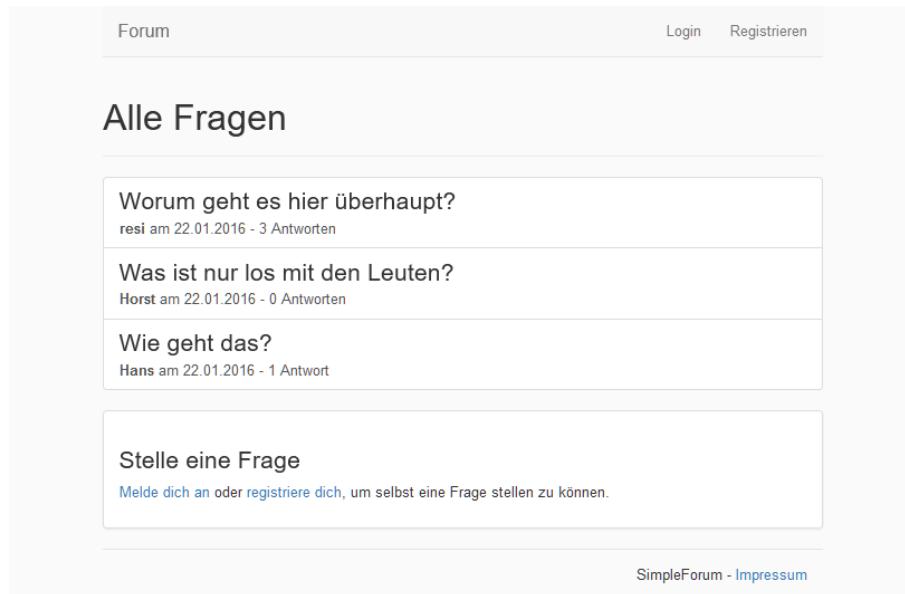 Forum Login Registrieren
Alle Fragen
Worum geht es hier überhaupt?
resi am 22.01.2016 - 3 Antworten
Was ist nur los mit den Leuten?
Horst am 22.01.2016 - 0 Antworten
Wie geht das?
Hans am 22.01.2016 - 1 Antwort
Stelle eine Frage
Melde dich an oder registriere dich, um selbst eine Frage stellen zu können.
SimpleForum - Impressum